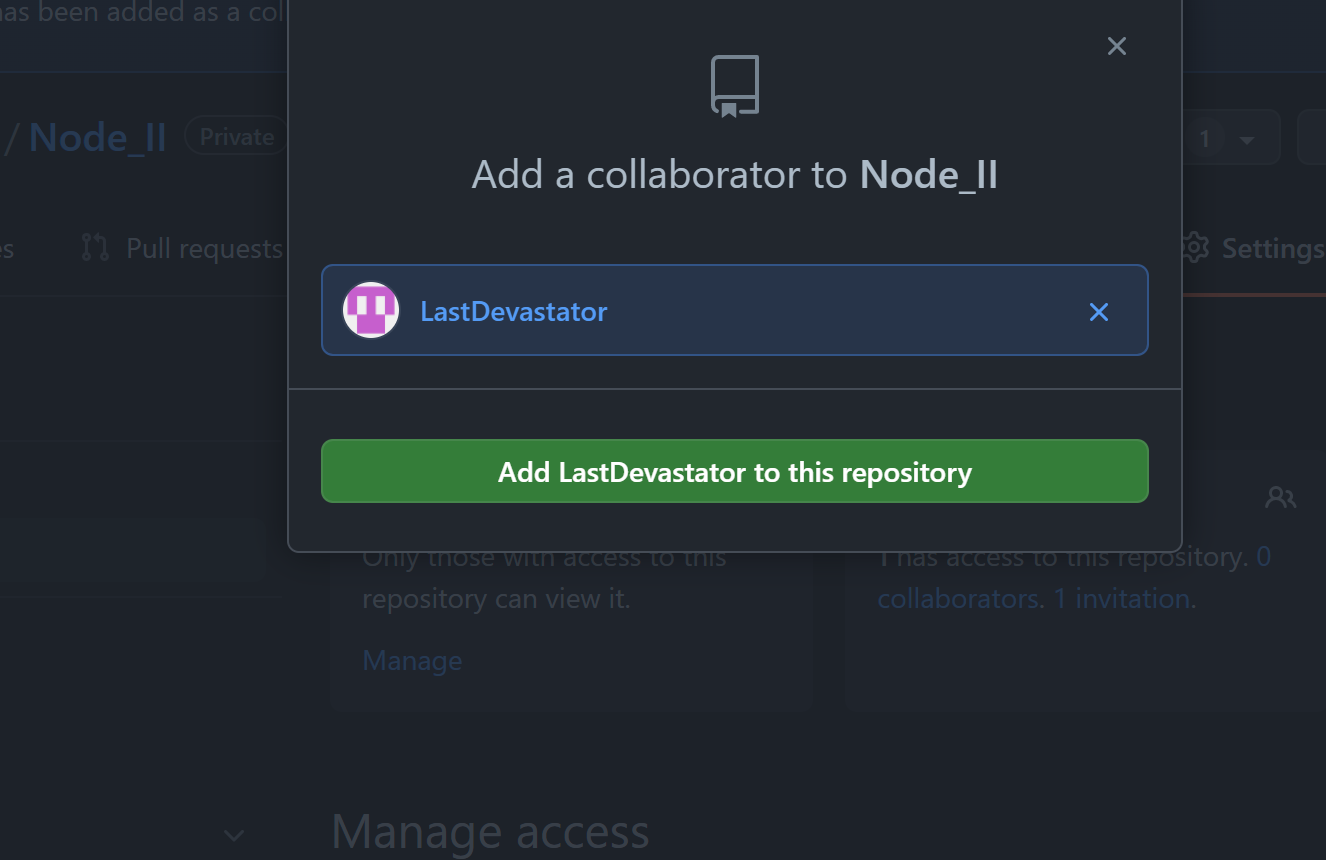 has been added as a col
/ Node_II Private
1
Add a collaborator to Node_II
es Pull requests
Settings
LastDevastator
Add LastDevastator to this repository
Only those with access to this
repository can view it.
Manage
1 has access to this repository. 0
collaborators. 1 invitation.
Manage access